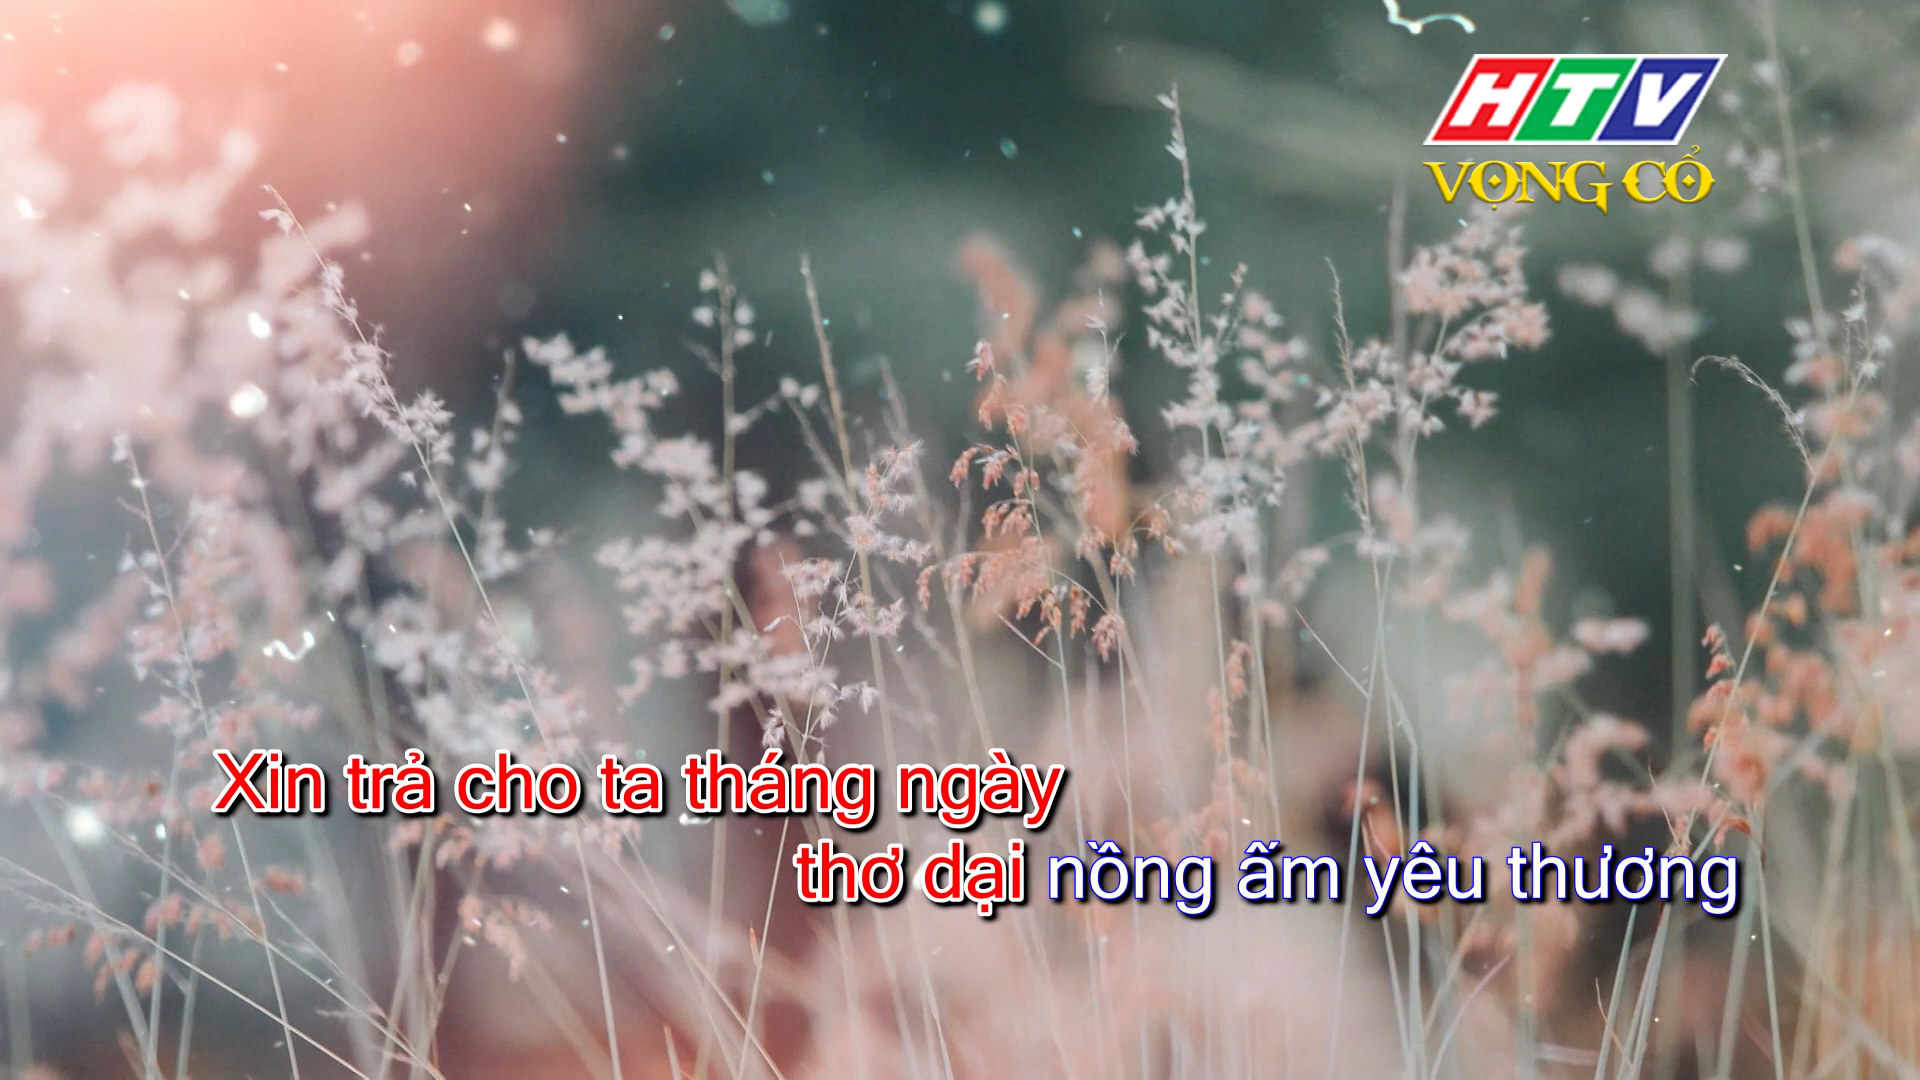 HTV
VỌNG CỔ
Xin trả cho ta tháng ngày
thơ dại nồng ấm yêu thương